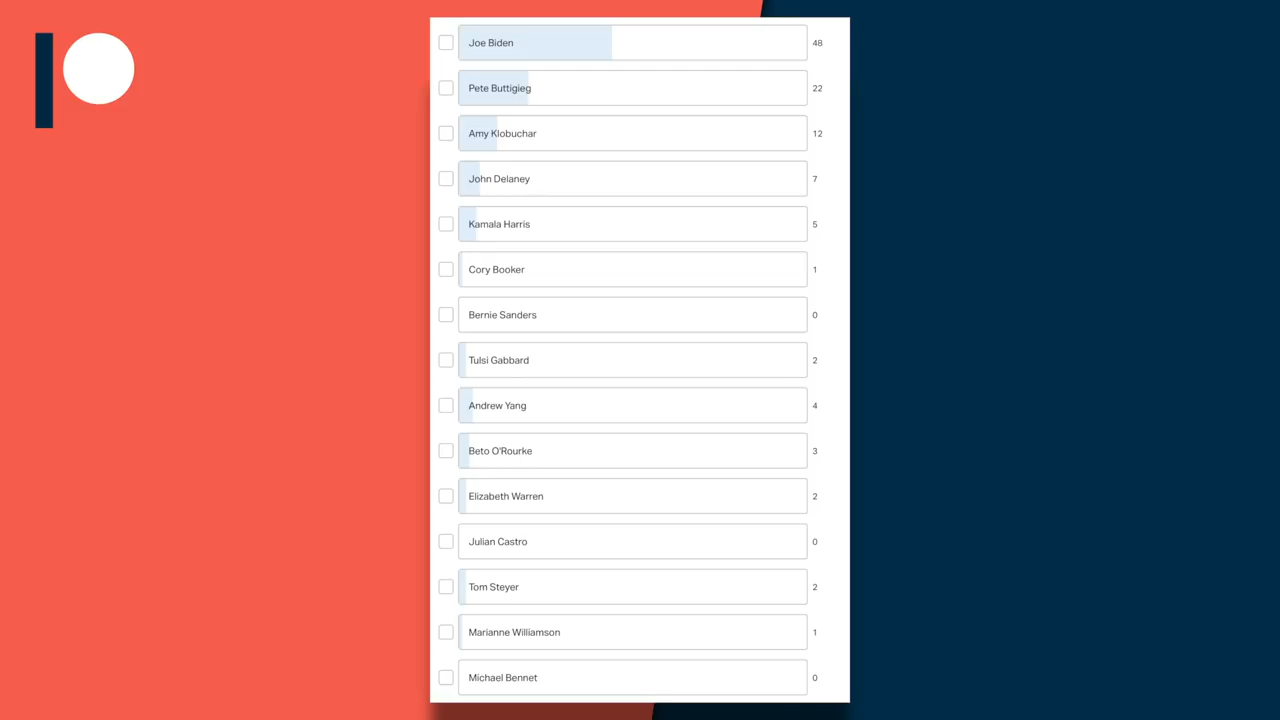 Joe Biden 48
Pete Buttigieg 22
Amy Klobuchar 12
John Delaney 7
Kamala Harris 5
Cory Booker 1
Bernie Sanders 0
Tulsi Gabbard 2
Andrew Yang 4
Beto O'Rourke 3
Elizabeth Warren 2
Julian Castro 0
Tom Steyer 2
Marianne Williamson 1
Michael Bennet 0